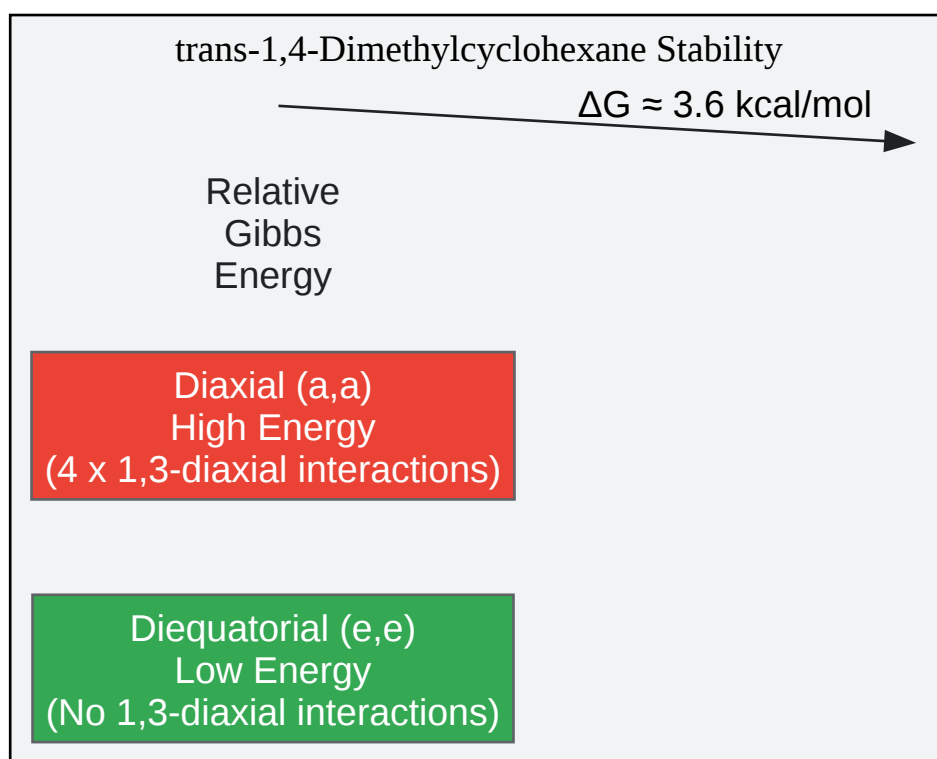 trans-1,4-Dimethylcyclohexane Stability
ΔG ≈ 3.6 kcal/mol
Relative
Gibbs
Energy
Diaxial (a,a)
High Energy
(4 x 1,3-diaxial interactions)
Diequatorial (e,e)
Low Energy
(No 1,3-diaxial interactions)